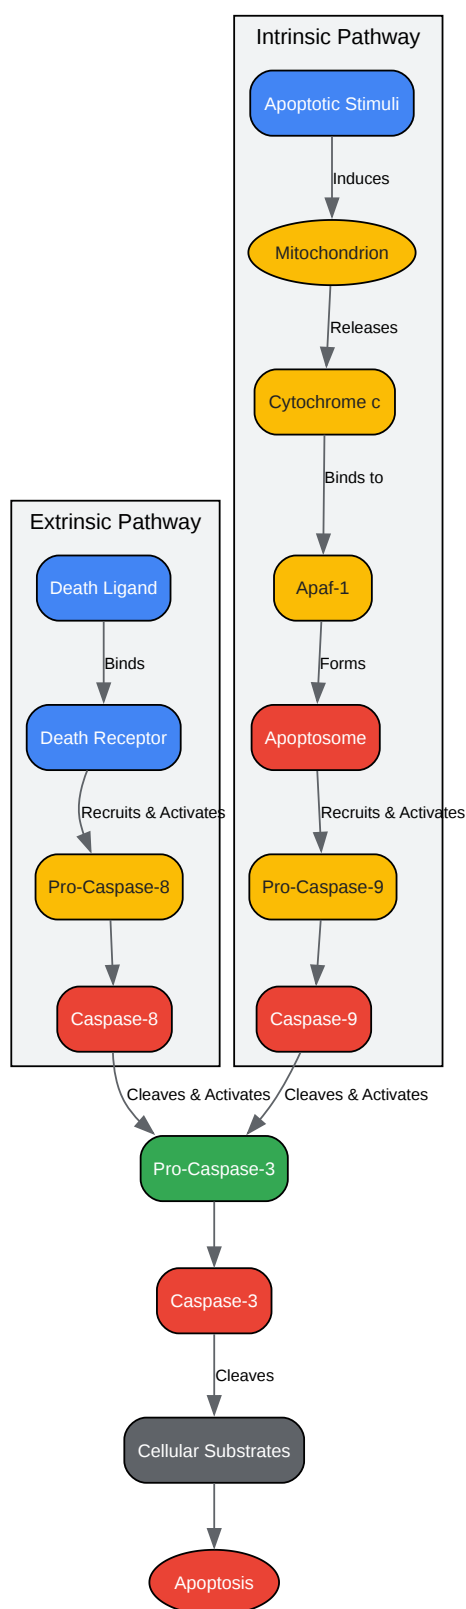 Intrinsic Pathway
Apoptotic Stimuli
Induces
Mitochondrion
Releases
Cytochrome c
Binds to
Apaf-1
Forms
Apoptosome
Recruits & Activates
Pro-Caspase-9
Caspase-9
Cleaves & Activates
Extrinsic Pathway
Death Ligand
Binds
Death Receptor
Recruits & Activates
Pro-Caspase-8
Caspase-8
Cleaves & Activates
Pro-Caspase-3
Caspase-3
Cleaves
Cellular Substrates
Apoptosis